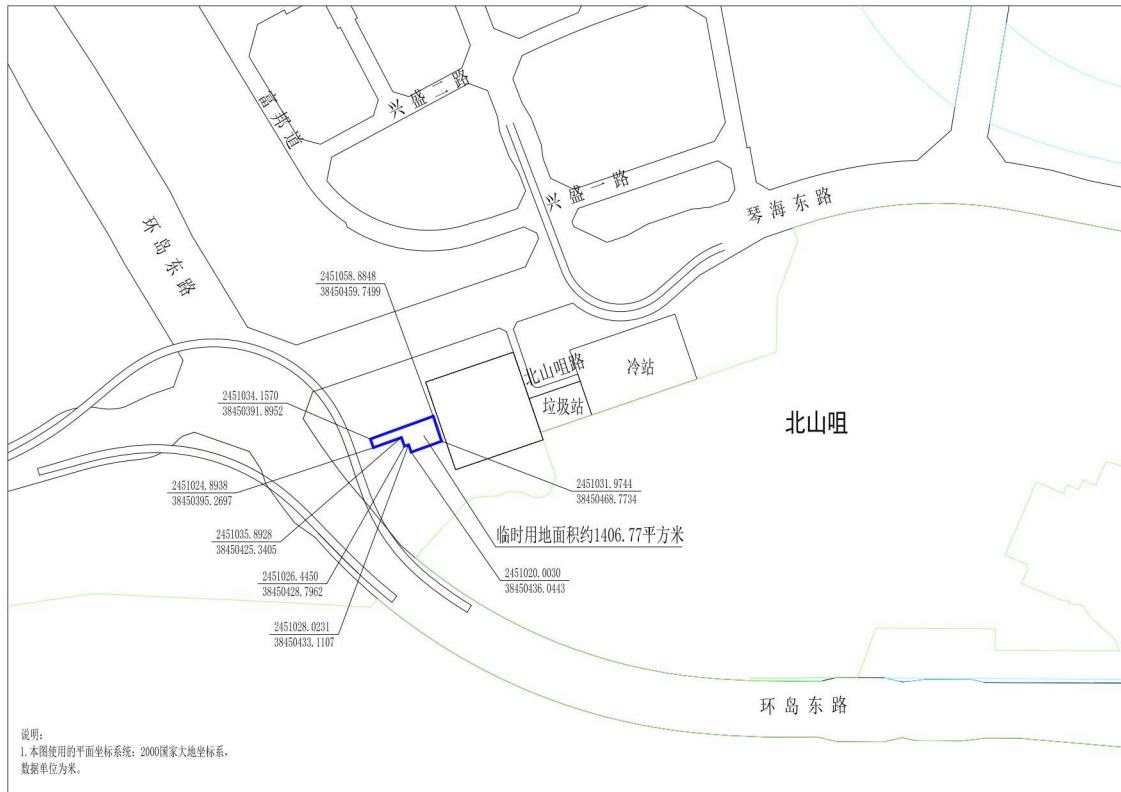 兴盛二路
富邦道
兴盛一路
琴海东路
环岛东路
2451058.8848
38450459.7499
北山咀路
冷站
垃圾站
北山咀
2451034.1570
38450391.8952
2451024.8938
38450395.2697
2451031.9744
38450468.7734
临时用地面积约1406.77平方米
2451035.8928
38450425.3405
2451026.4450
38450428.7962
2451020.0030
38450436.0443
2451028.0231
38450433.1107
环岛东路
说明:
1.本图使用的平面坐标系统: 2000国家大地坐标系,
数据单位为米。